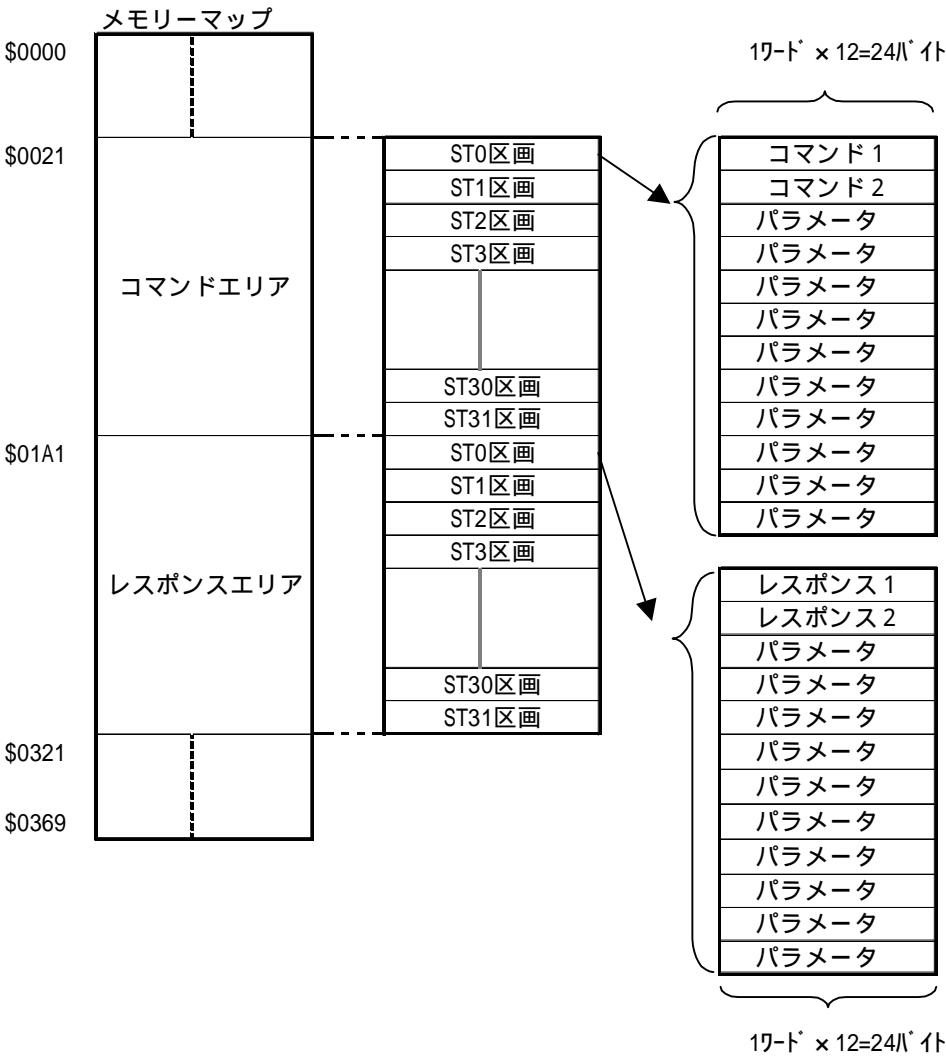 メモリーマップ
$0000
$0021
コマンドエリア
$01A1
レスポンスエリア
$0321
$0369
ST0区画
ST1区画
ST2区画
ST3区画
ST30区画
ST31区画
ST0区画
ST1区画
ST2区画
ST3区画
ST30区画
ST31区画
1ﾜｰﾄﾞ×12=24ﾊﾞｲﾄ
コマンド1
コマンド2
パラメータ
パラメータ
パラメータ
パラメータ
パラメータ
パラメータ
パラメータ
パラメータ
パラメータ
パラメータ
レスポンス1
レスポンス2
パラメータ
パラメータ
パラメータ
パラメータ
パラメータ
パラメータ
パラメータ
パラメータ
パラメータ
パラメータ
1ﾜｰﾄﾞ×12=24ﾊﾞｲﾄ